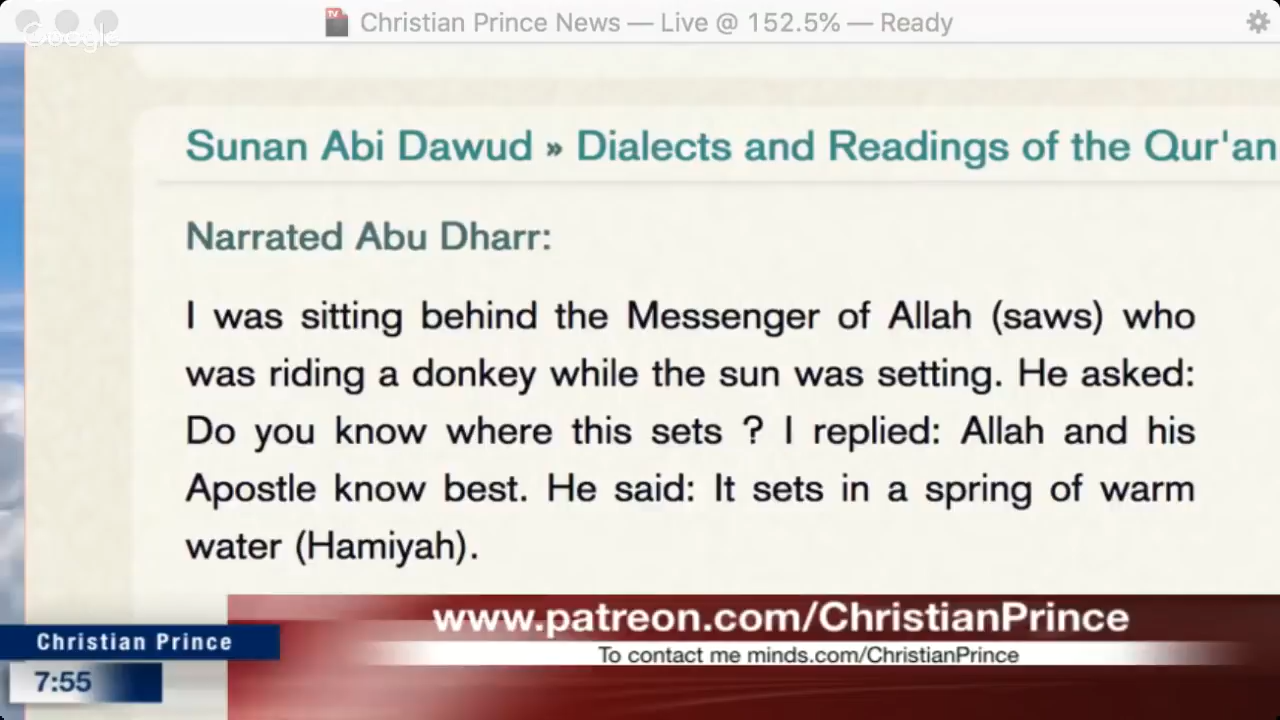 Christian Prince News — Live @ 152.5% — Ready
Google
Sunan Abi Dawud » Dialects and Readings of the Qur'an
Narrated Abu Dharr:
I was sitting behind the Messenger of Allah (saws) who
was riding a donkey while the sun was setting. He asked:
Do you know where this sets ? I replied: Allah and his
Apostle know best. He said: It sets in a spring of warm
water (Hamiyah).
www.patreon.com/ChristianPrince
To contact me minds.com/ChristianPrince
Christian Prince
7:55